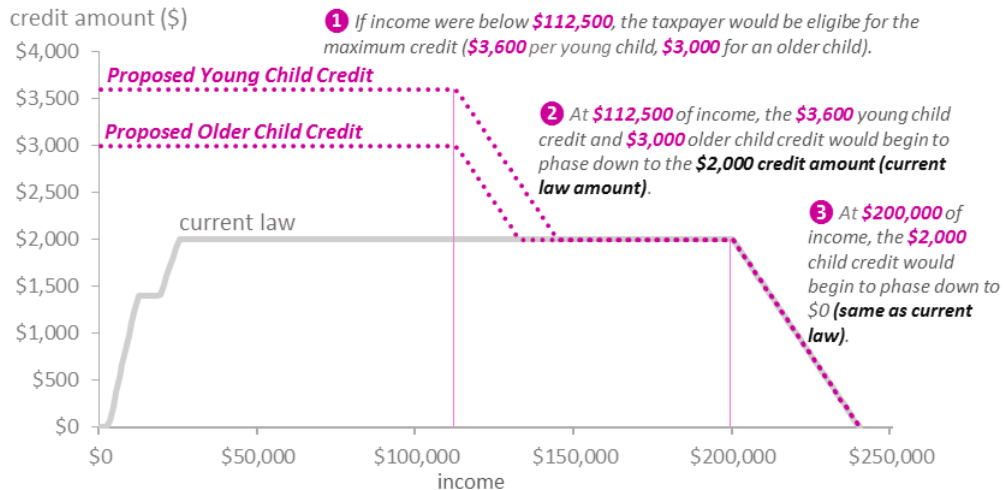 credit amount ($)
1 If income were below $112,500, the taxpayer would be eligibe for the
maximum credit ($3,600 per young child, $3,000 for an older child).
$4,000
$3,500
$3,000
$2,500
$2,000
$1,500
$1,000
$500
$0
Proposed Young Child Credit
Proposed Older Child Credit
current law
2 At $112,500 of income, the $3,600 young child
credit and $3,000 older child credit would begin to
phase down to the $2,000 credit amount (current
law amount).
3 At $200,000 of
income, the $2,000
child credit would
begin to phase down to
$0 (same as current
law).
$0
$50,000
$100,000
$150,000
$200,000
$250,000
income